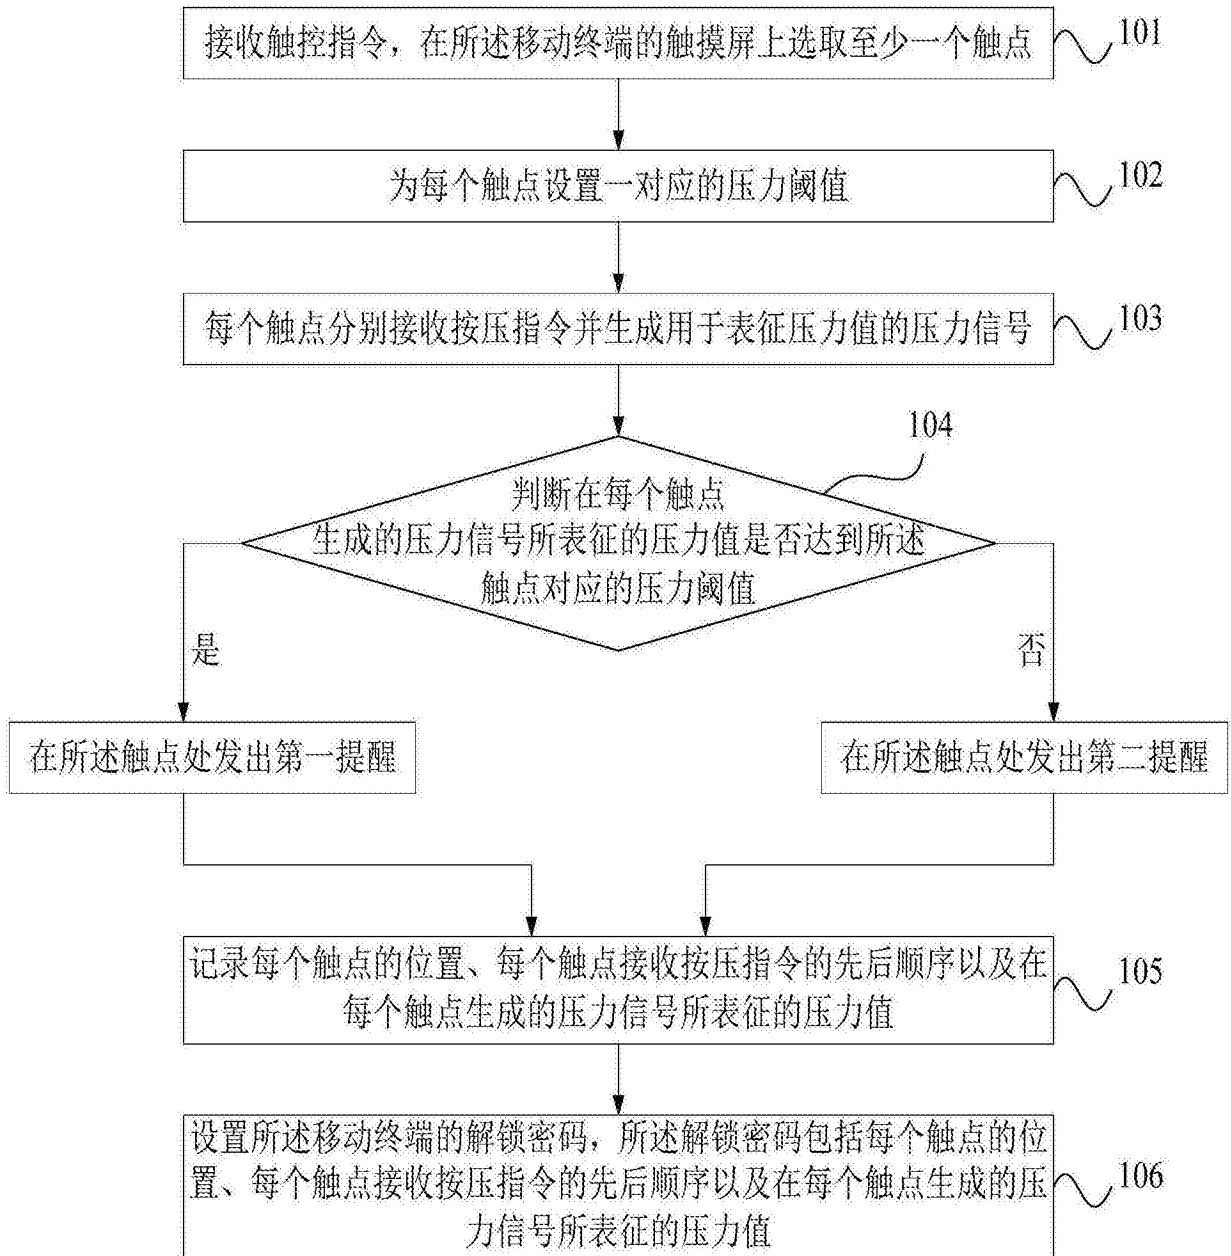 接收触控指令，在所述移动终端的触摸屏上选取至少一个触点
101
为每个触点设置一对应的压力阈值
102
每个触点分别接收按压指令并生成用于表征压力值的压力信号
103
104
判断在每个触点
生成的压力信号所表征的压力值是否达到所述
触点对应的压力阈值
是
否
在所述触点处发出第一提醒
在所述触点处发出第二提醒
记录每个触点的位置、每个触点接收按压指令的先后顺序以及在
每个触点生成的压力信号所表征的压力值
105
设置所述移动终端的解锁密码，所述解锁密码包括每个触点的位
置、每个触点接收按压指令的先后顺序以及在每个触点生成的压
力信号所表征的压力值
106